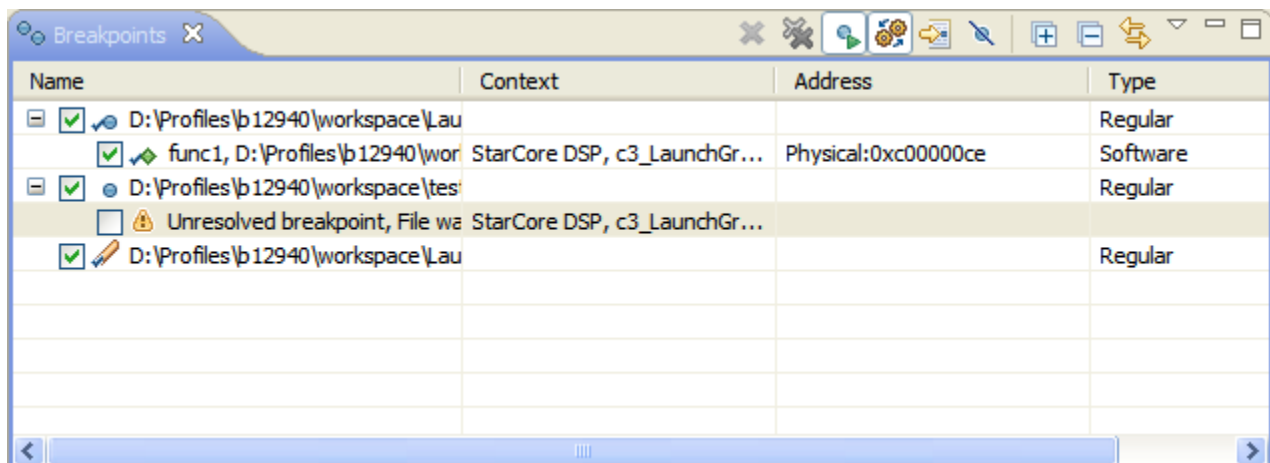 Breakpoints
Name Context Address Type
D:\Profiles\b12940\workspace\Lau Regular
func1, D:\Profiles\b12940\wor StarCore DSP, c3_LaunchGr... Physical:0xc00000ce Software
D:\Profiles\b12940\workspace\tes Regular
Unresolved breakpoint, File wa StarCore DSP, c3_LaunchGr...
D:\Profiles\b12940\workspace\Lau Regular